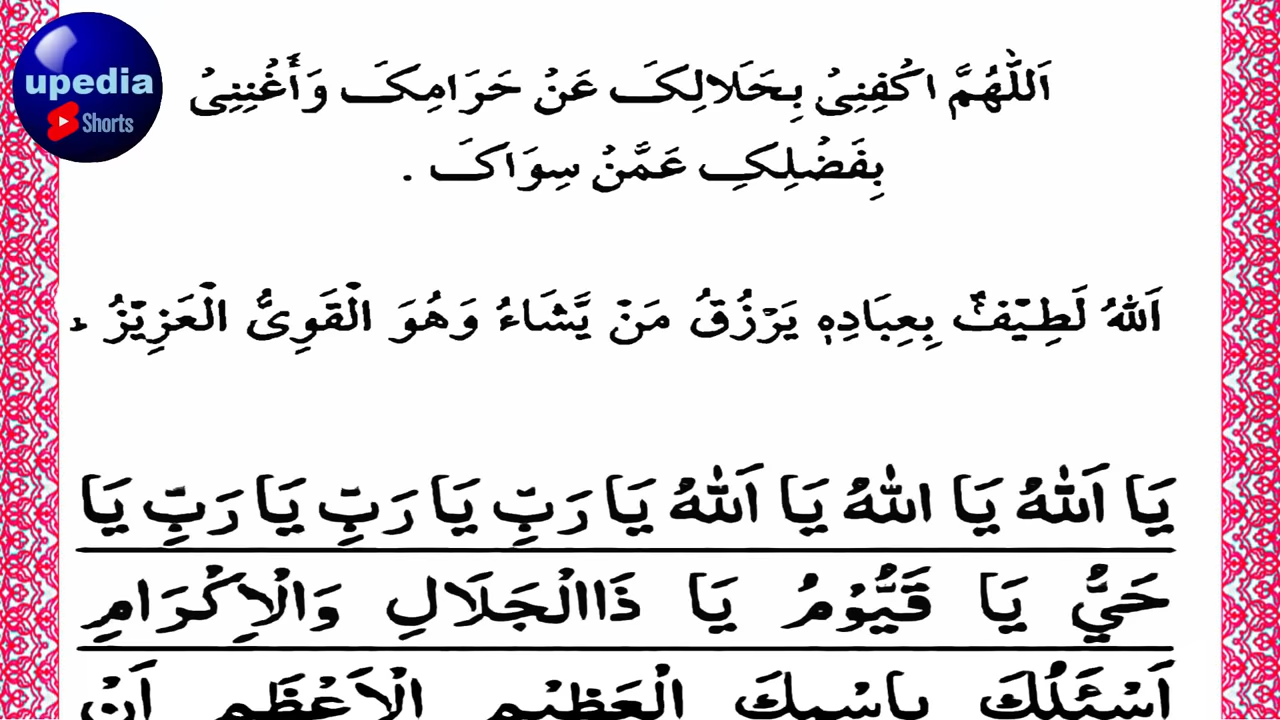 upedia
Shorts
اَللّٰهُمَّ اكْفِنِىْ بِحَلَالِكَ عَنْ حَرَامِكَ وَأَغْنِنِىْ
بِفَضْلِكِ عَمَّنْ سِوَاكَ .
اَللهُ لَطِيْفٌ بِعِبَادِهٖ يَرْزُقُ مَنْ يَّشَاءُ وَهُوَ الْقَوِىُّ الْعَزِيْزُ
يَا اَللهُ يَا اللهُ يَا اَللهُ يَا رَبِّ يَا رَبِّ يَا رَبِّ يَا
حَيُّ يَا قَيُّوْمُ يَا ذَاالْجَلَالِ وَالْاِكْرَامِ
اَسْئَلُكَ بِاسْمِكَ الْعَظِيْمِ الْاَعْظَمِ اَنْ